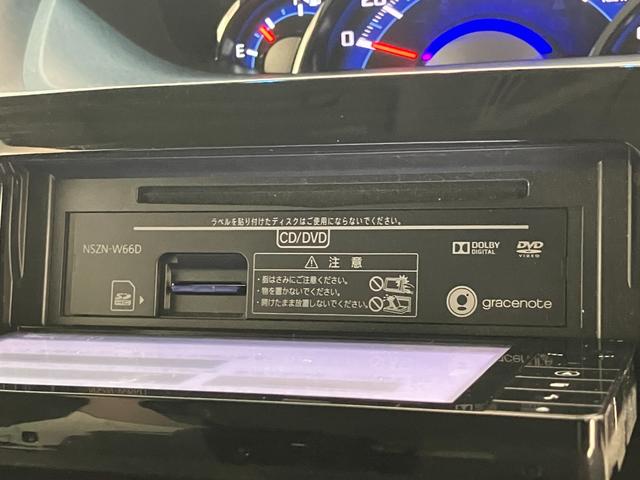 E
0
20
ラベルを貼り付けたディスクはご使用にならないでください。
CD/DVD
NSZN-W66D
注意
・指はさみにご注意ください。
・物を置かないでください。
・開けたまま放置しないでください。
DOLBY
DIGITAL
DVD
VIDEO
SD
gracenote